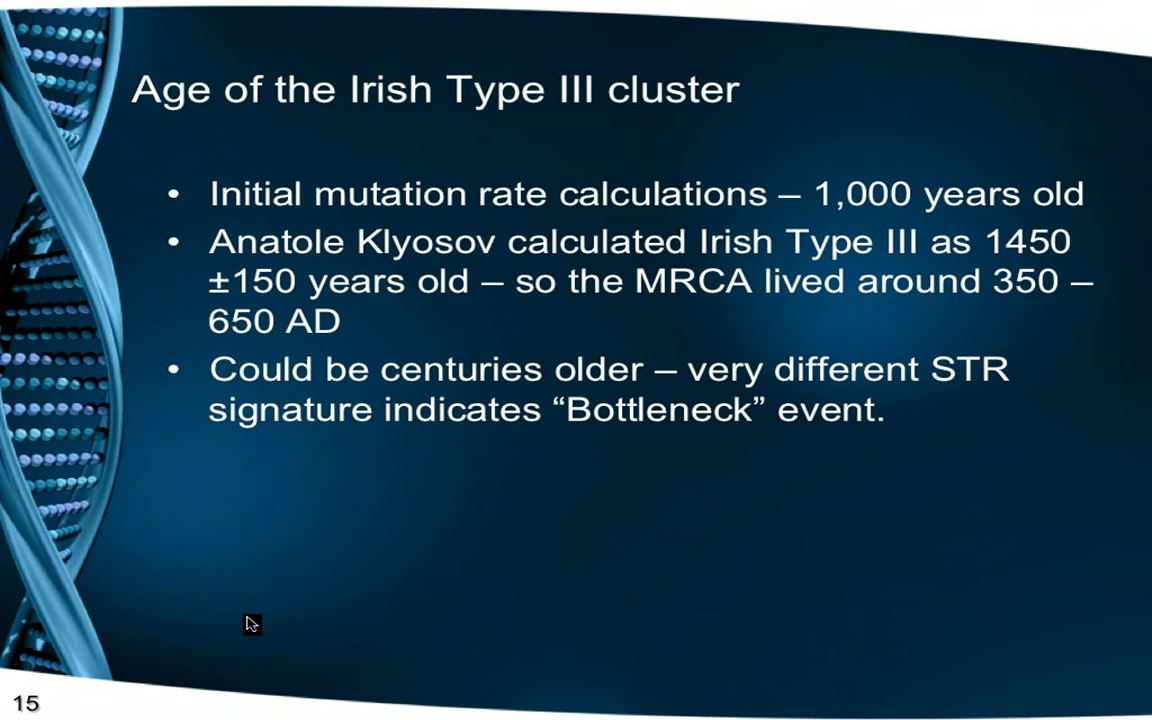 Age of the Irish Type III cluster
• Initial mutation rate calculations – 1,000 years old
• Anatole Klyosov calculated Irish Type III as 1450
±150 years old – so the MRCA lived around 350 –
650 AD
• Could be centuries older – very different STR
signature indicates “Bottleneck” event.
15